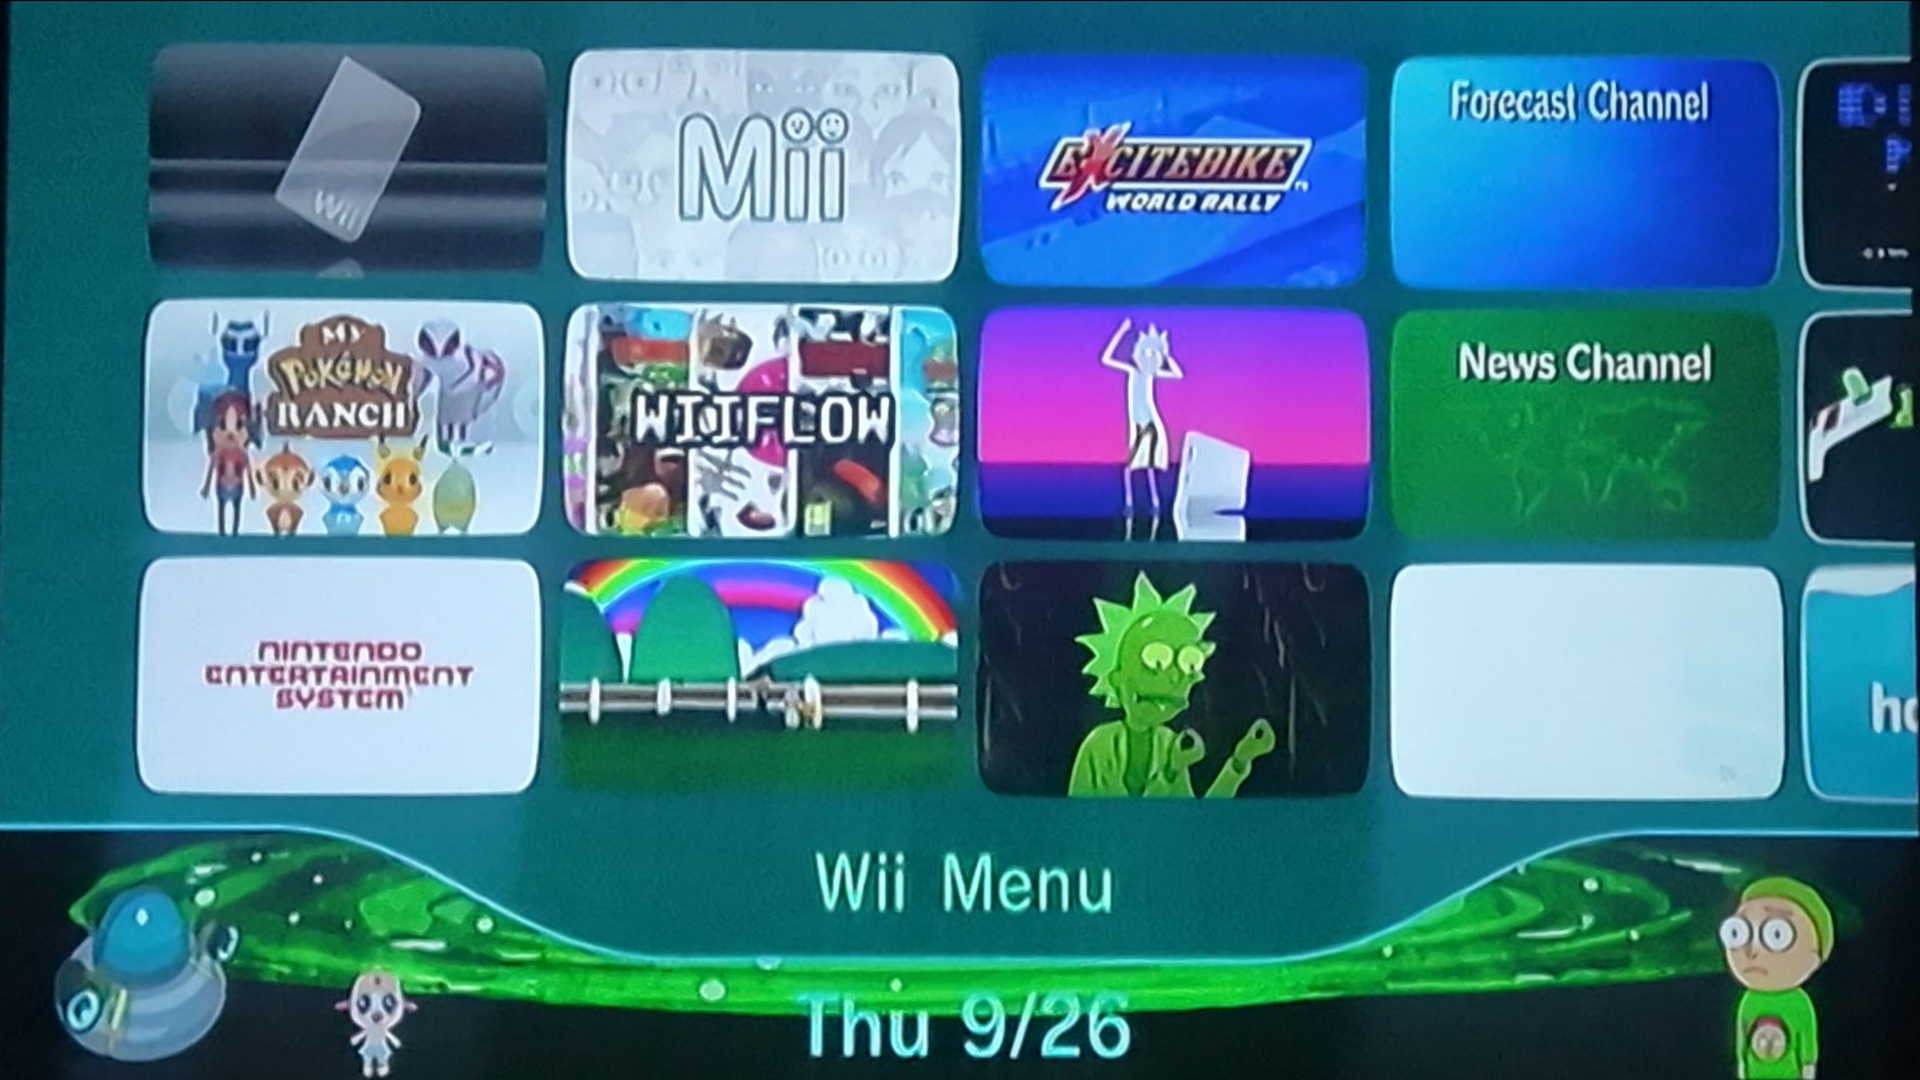 Wii
Mii
EXCITEBIKE
WORLD RALLY
Forecast Channel
MY
POKéMON
RANCH
WIIFLOW
News Channel
NINTENDO
ENTERTAINMENT
SYSTEM
Wii Menu
Thu 9/26